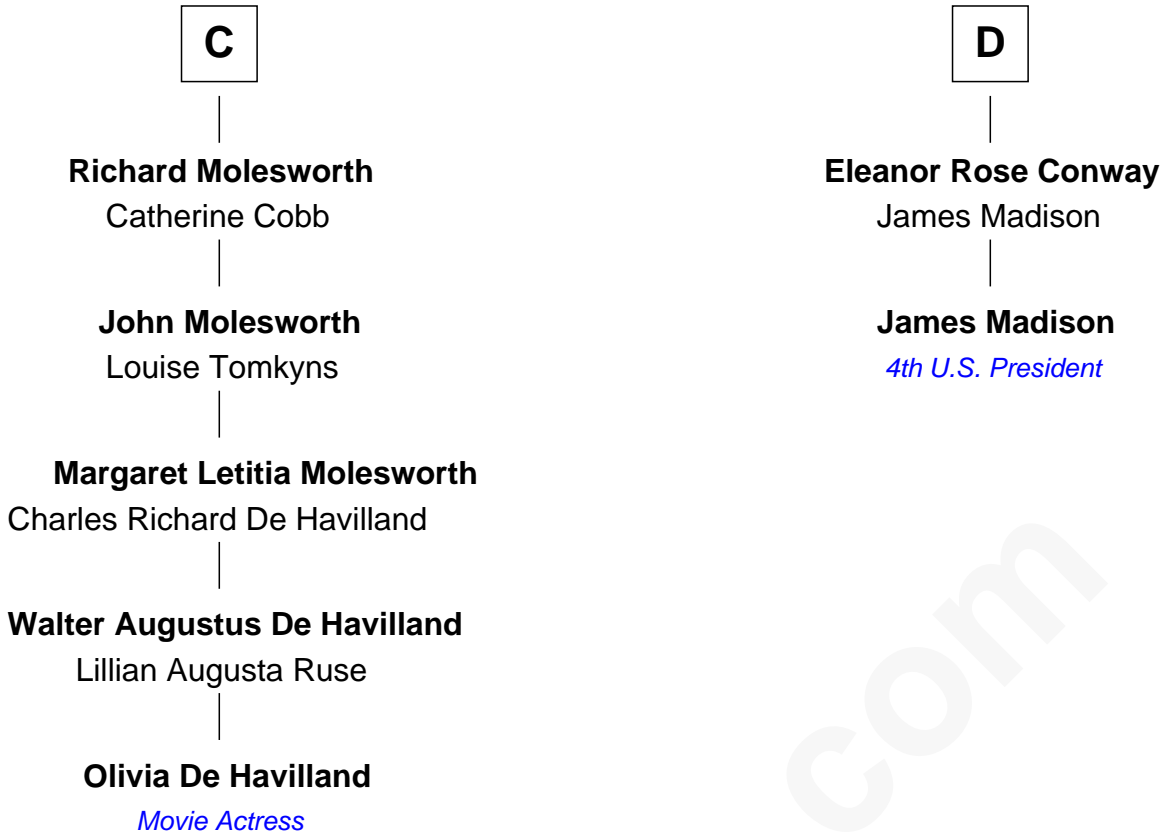 C
Richard Molesworth
Catherine Cobb
John Molesworth
Louise Tomkyns
Margaret Letitia Molesworth
Charles Richard De Havilland
Walter Augustus De Havilland
Lillian Augusta Ruse
Olivia De Havilland
Movie Actress
D
Eleanor Rose Conway
James Madison
James Madison
4th U.S. President
com